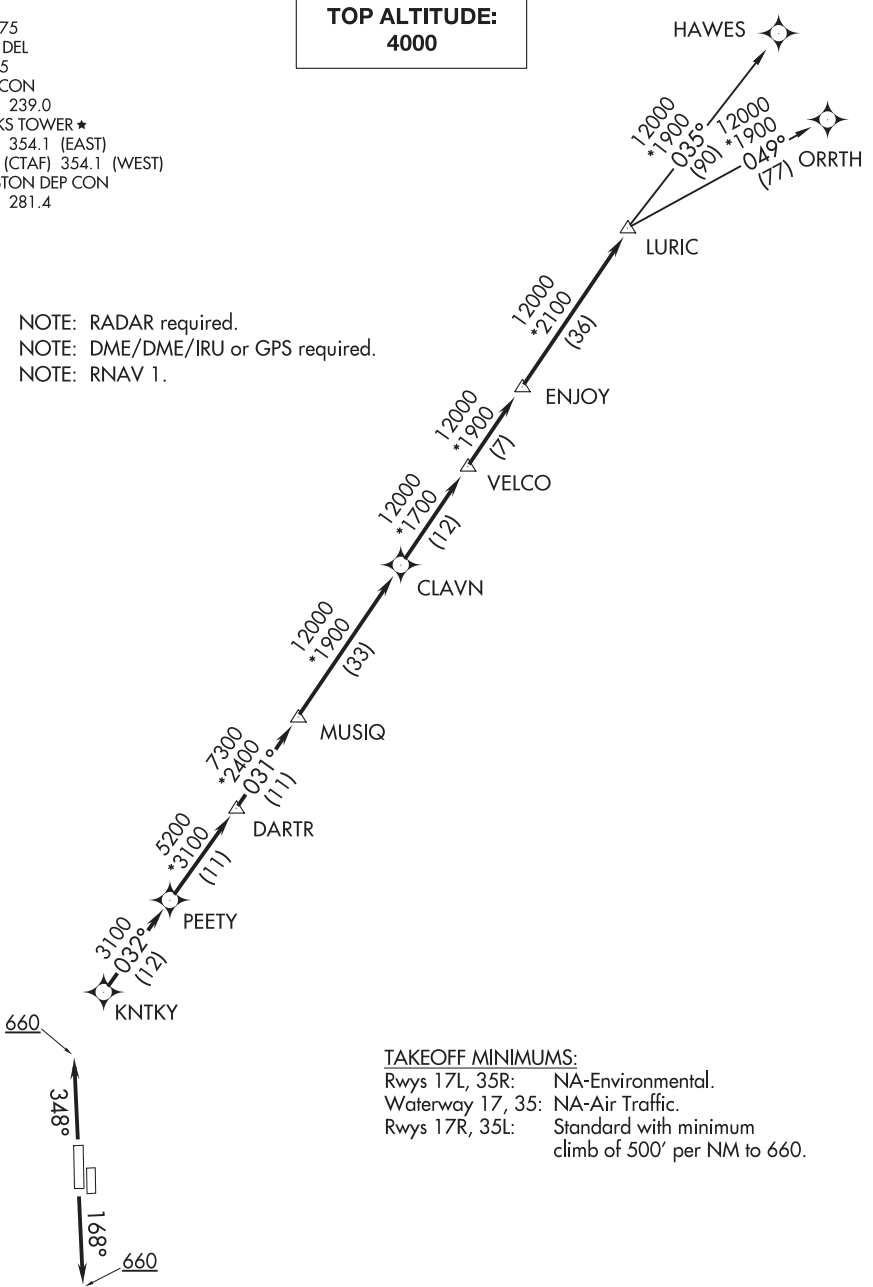 75
DEL
5
CON
239.0
KS TOWER ★
354.1 (EAST)
(CTAF) 354.1 (WEST)
STON DEP CON
281.4
TOP ALTITUDE:
4000
HAWES
12000
*1900
035°
(90)
12000
*1900
049°
(77)
ORRTH
LURIC
NOTE: RADAR required.
NOTE: DME/DME/IRU or GPS required.
NOTE: RNAV 1.
12000
*2100
(36)
ENJOY
12000
*1900
(7)
VELCO
12000
*1700
(12)
CLAVN
12000
*1900
(33)
MUSIQ
7300
*2400
031°
(11)
DARTR
5200
*3100
(11)
PEETY
3100
032°
(12)
KNTKY
660
348°
168°
660
TAKEOFF MINIMUMS:
Rwys 17L, 35R: NA-Environmental.
Waterway 17, 35: NA-Air Traffic.
Rwys 17R, 35L: Standard with minimum
climb of 500' per NM to 660.